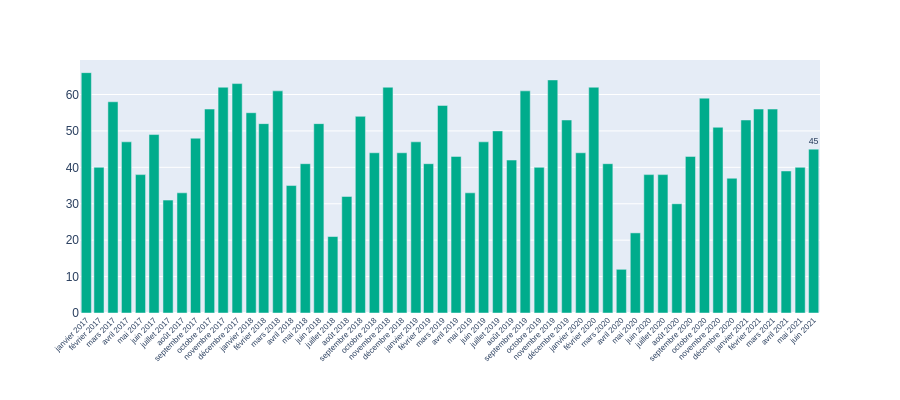 60
50
40
30
20
10
0
45
janvier 2017
février 2017
mars 2017
avril 2017
mai 2017
juin 2017
juillet 2017
août 2017
septembre 2017
octobre 2017
novembre 2017
décembre 2017
janvier 2018
février 2018
mars 2018
avril 2018
mai 2018
juin 2018
juillet 2018
août 2018
septembre 2018
octobre 2018
novembre 2018
décembre 2018
janvier 2019
février 2019
mars 2019
avril 2019
mai 2019
juin 2019
juillet 2019
août 2019
septembre 2019
octobre 2019
novembre 2019
décembre 2019
janvier 2020
février 2020
mars 2020
avril 2020
mai 2020
juin 2020
juillet 2020
août 2020
septembre 2020
octobre 2020
novembre 2020
décembre 2020
janvier 2021
février 2021
mars 2021
avril 2021
mai 2021
juin 2021